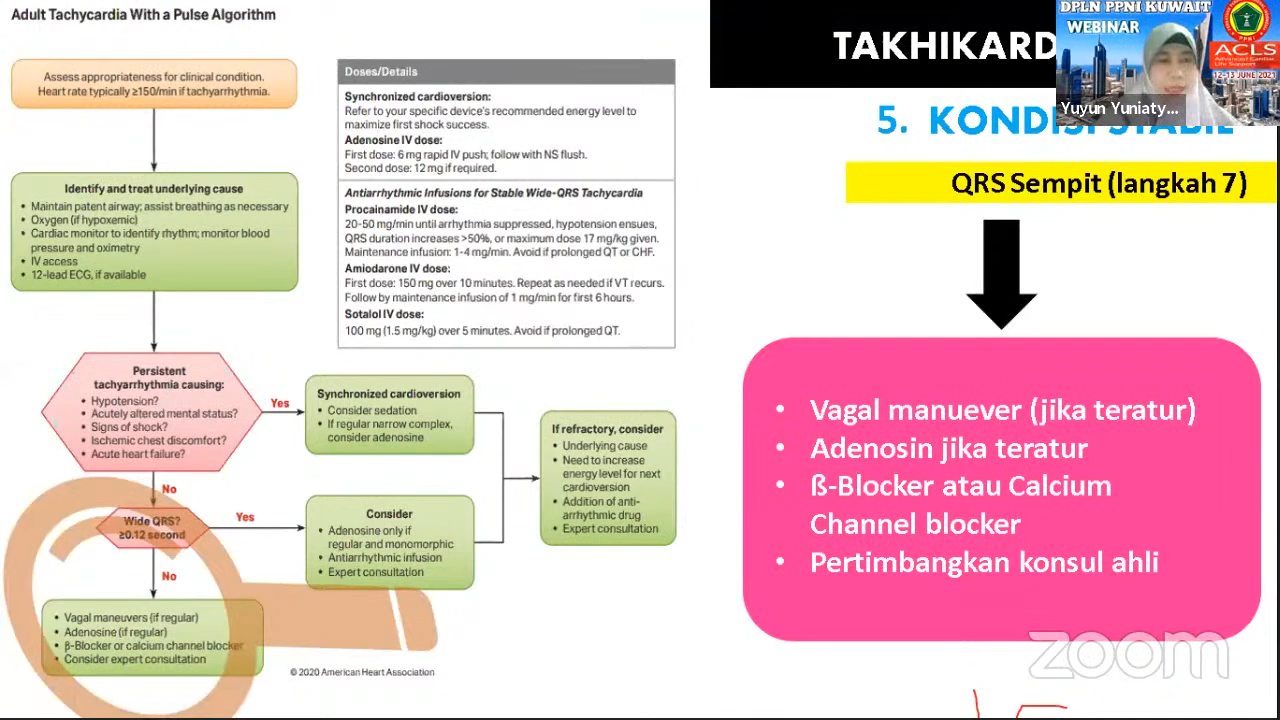 Adult Tachycardia With a Pulse Algorithm
Assess appropriateness for clinical condition.
Heart rate typically ≥150/min if tachyarrhythmia.
Identify and treat underlying cause
• Maintain patent airway; assist breathing as necessary
• Oxygen (if hypoxemic)
• Cardiac monitor to identify rhythm; monitor blood
pressure and oximetry
• IV access
• 12-lead ECG, if available
Persistent
tachyarrhythmia causing:
• Hypotension?
• Acutely altered mental status?
• Signs of shock?
• Ischemic chest discomfort?
• Acute heart failure?
Yes
Synchronized cardioversion
• Consider sedation
• If regular narrow complex,
consider adenosine
If refractory, consider
• Underlying cause
• Need to increase
energy level for next
cardioversion
• Addition of anti-
arrhythmic drug
• Expert consultation
No
Wide QRS?
≥0.12 second
Yes
Consider
• Adenosine only if
regular and monomorphic
• Antiarrhythmic infusion
• Expert consultation
No
• Vagal maneuvers (if regular)
• Adenosine (if regular)
• β-Blocker or calcium channel blocker
• Consider expert consultation
© 2020 American Heart Association
Doses/Details
Synchronized cardioversion:
Refer to your specific device's recommended energy level to
maximize first shock success.
Adenosine IV dose:
First dose: 6 mg rapid IV push; follow with NS flush.
Second dose: 12 mg if required.
Antiarrhythmic Infusions for Stable Wide-QRS Tachycardia
Procainamide IV dose:
20-50 mg/min until arrhythmia suppressed, hypotension ensues,
QRS duration increases >50%, or maximum dose 17 mg/kg given.
Maintenance infusion: 1-4 mg/min. Avoid if prolonged QT or CHF.
Amiodarone IV dose:
First dose: 150 mg over 10 minutes. Repeat as needed if VT recurs.
Follow by maintenance infusion of 1 mg/min for first 6 hours.
Sotalol IV dose:
100 mg (1.5 mg/kg) over 5 minutes. Avoid if prolonged QT.
TAKHIKARD
5. KONDISI STABIL
QRS Sempit (langkah 7)
• Vagal manuever (jika teratur)
• Adenosin jika teratur
• ß-Blocker atau Calcium
Channel blocker
• Pertimbangkan konsul ahli
DPLN PPNI KUWAIT
WEBINAR
PPNI
ACLS
Advanced Cardiac
Life Support
12-13 JUNE 2021
Yuyun Yuniaty...
zoom